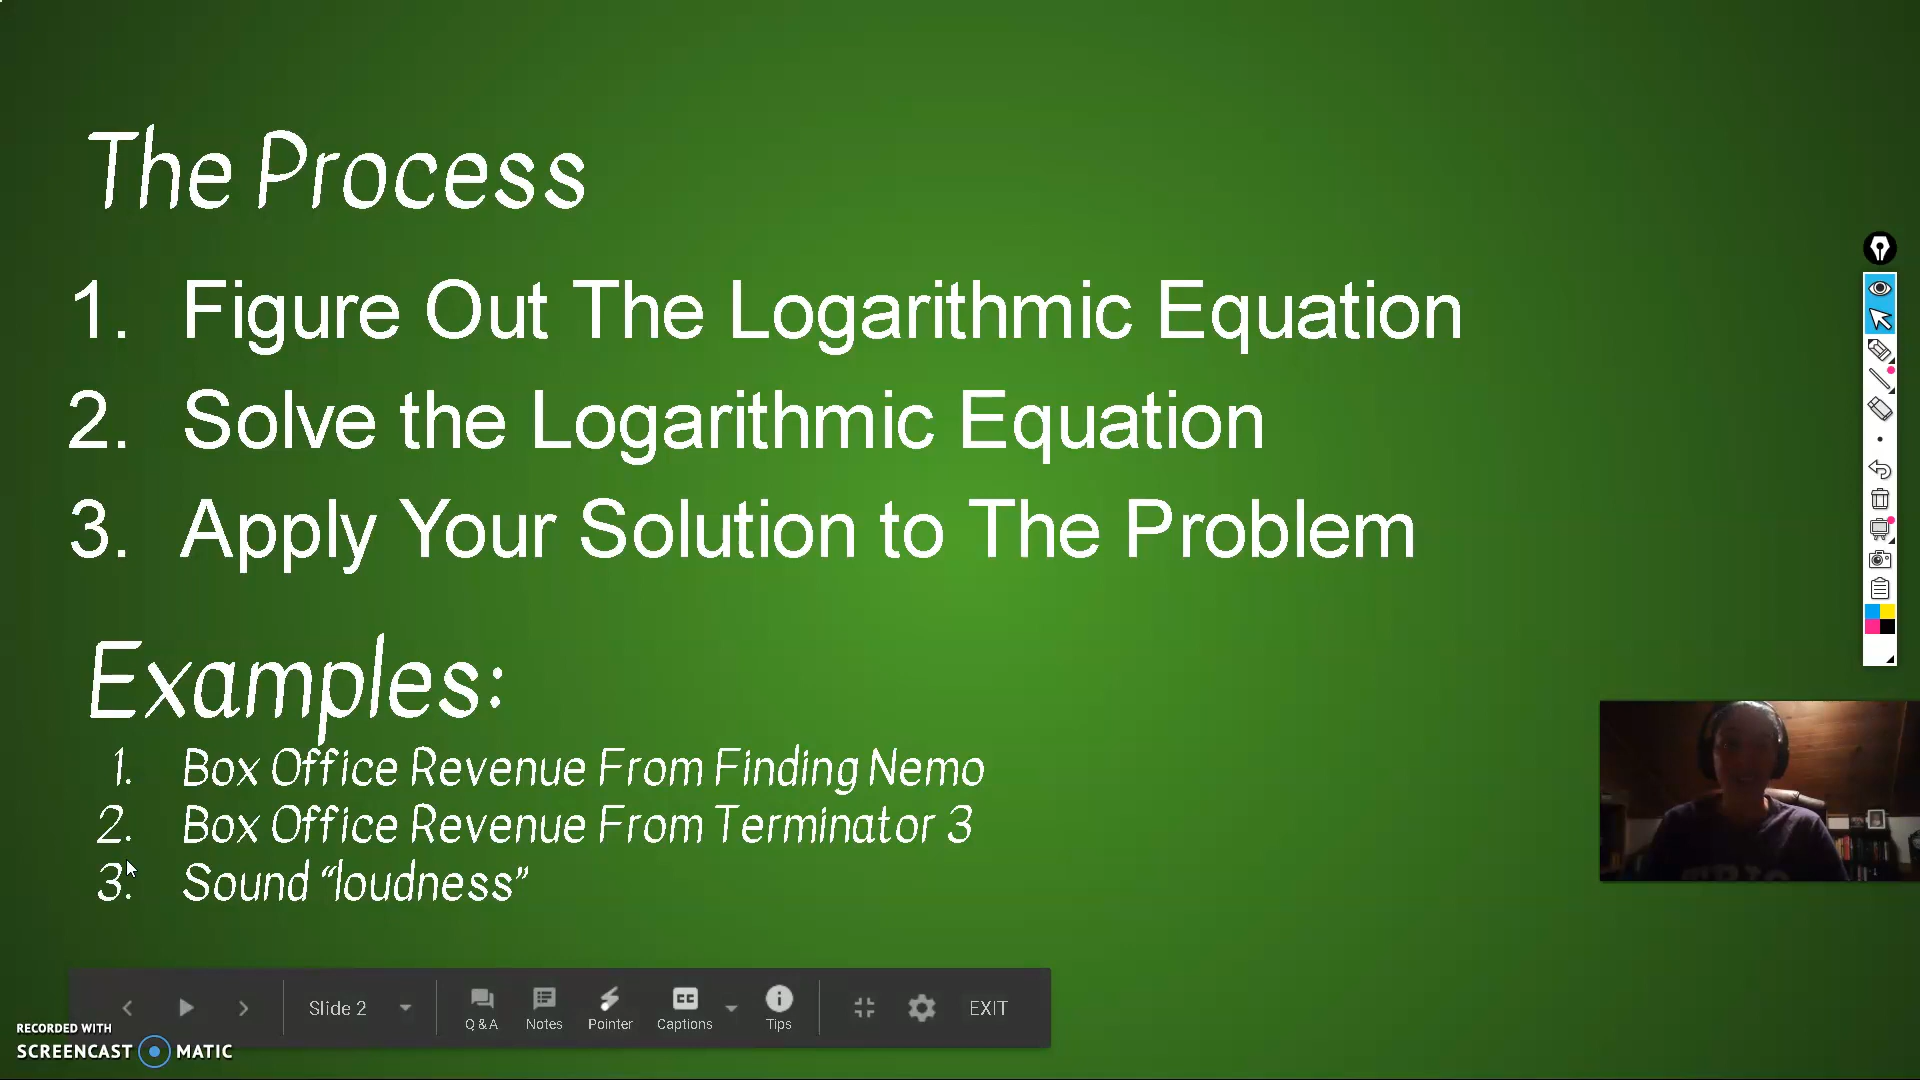 The Process
1. Figure Out The Logarithmic Equation
2. Solve the Logarithmic Equation
3. Apply Your Solution to The Problem
Examples:
1. Box Office Revenue From Finding Nemo
2. Box Office Revenue From Terminator 3
3. Sound “loudness”
Slide 2
Q & A
Notes
Pointer
CC
Captions
Tips
EXIT
RECORDED WITH
SCREENCAST MATIC